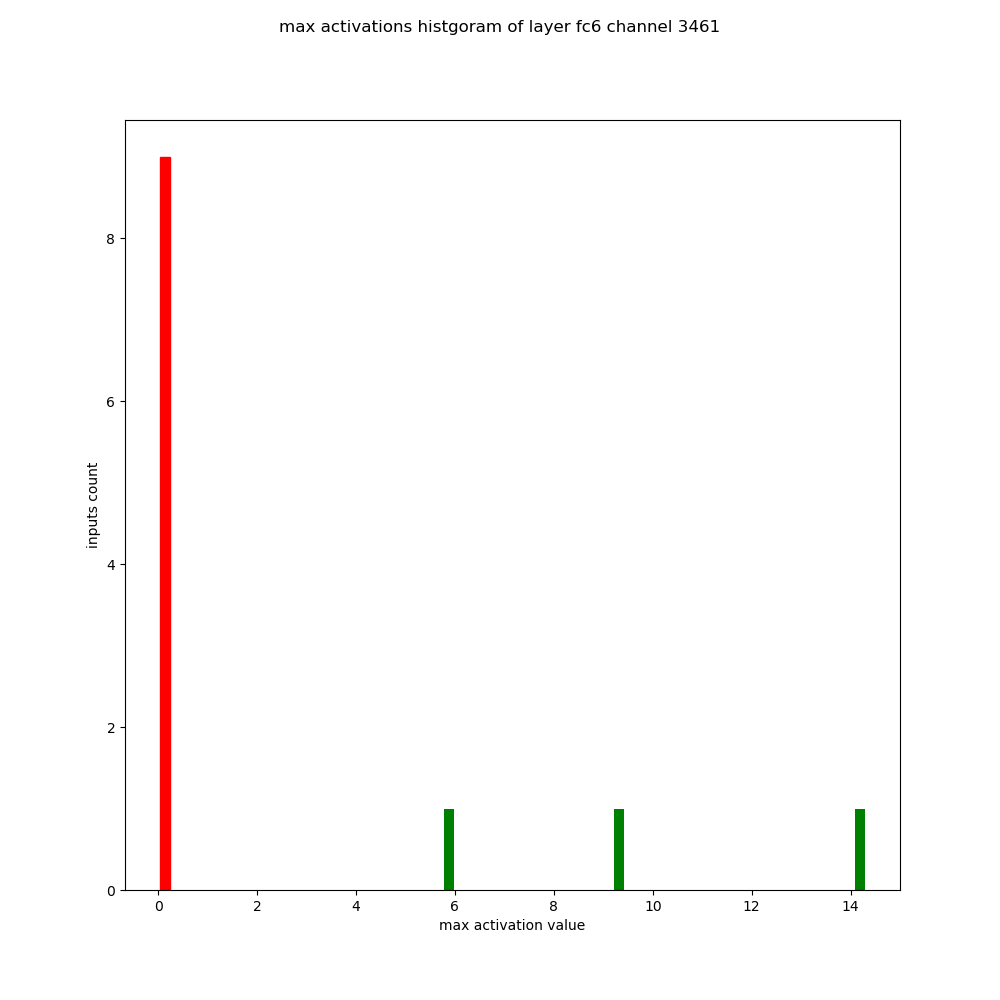 max activations histgoram of layer fc6 channel 3461
8
6
4
2
0
inputs count
0 2 4 6 8 10 12 14
max activation value